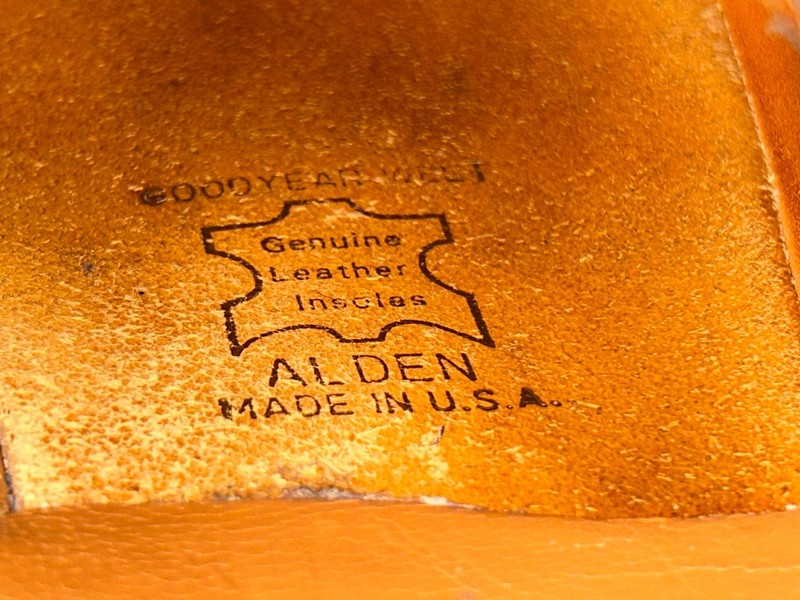 GOODYEAR WELT
Genuine
Leather
Insoles
ALDEN
MADE IN U.S.A.